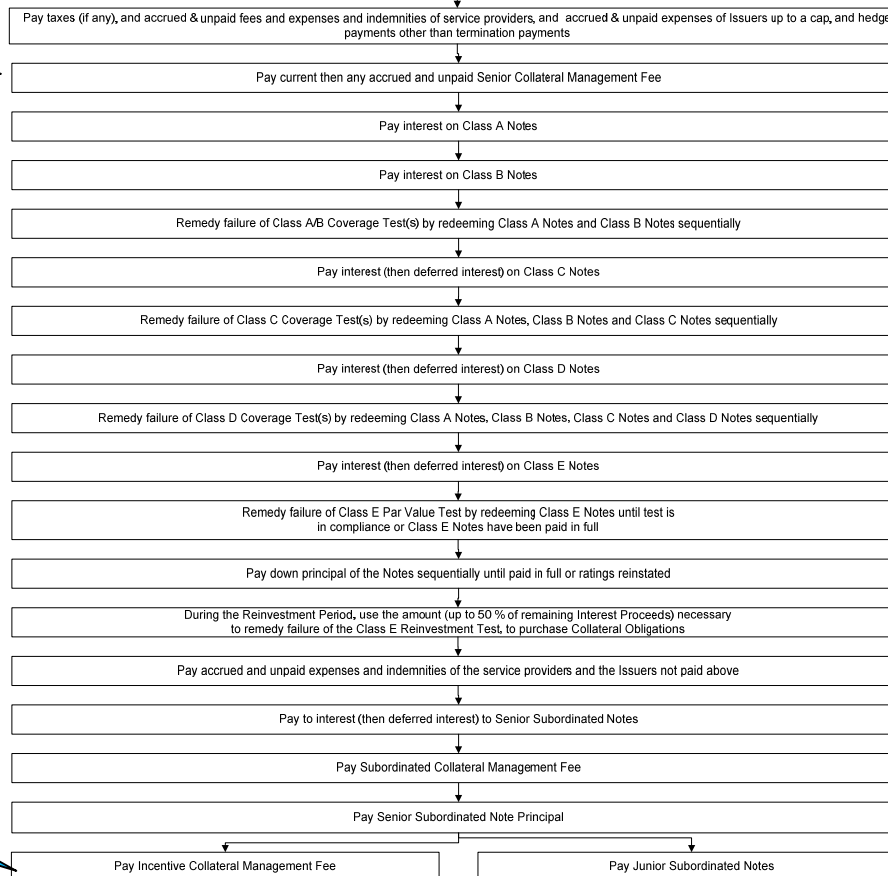 Pay taxes (if any), and accrued & unpaid fees and expenses and indemnities of service providers, and accrued & unpaid expenses of Issuers up to a cap, and hedge
payments other than termination payments
Pay current then any accrued and unpaid Senior Collateral Management Fee
Pay interest on Class A Notes
Pay interest on Class B Notes
Remedy failure of Class A/B Coverage Test(s) by redeeming Class A Notes and Class B Notes sequentially
Pay interest (then deferred interest) on Class C Notes
Remedy failure of Class C Coverage Test(s) by redeeming Class A Notes, Class B Notes and Class C Notes sequentially
Pay interest (then deferred interest) on Class D Notes
Remedy failure of Class D Coverage Test(s) by redeeming Class A Notes, Class B Notes, Class C Notes and Class D Notes sequentially
Pay interest (then deferred interest) on Class E Notes
Remedy failure of Class E Par Value Test by redeeming Class E Notes until test is
in compliance or Class E Notes have been paid in full
Pay down principal of the Notes sequentially until paid in full or ratings reinstated
During the Reinvestment Period, use the amount (up to 50 % of remaining Interest Proceeds) necessary
to remedy failure of the Class E Reinvestment Test, to purchase Collateral Obligations
Pay accrued and unpaid expenses and indemnities of the service providers and the Issuers not paid above
Pay to interest (then deferred interest) to Senior Subordinated Notes
Pay Subordinated Collateral Management Fee
Pay Senior Subordinated Note Principal
Pay Incentive Collateral Management Fee
Pay Junior Subordinated Notes